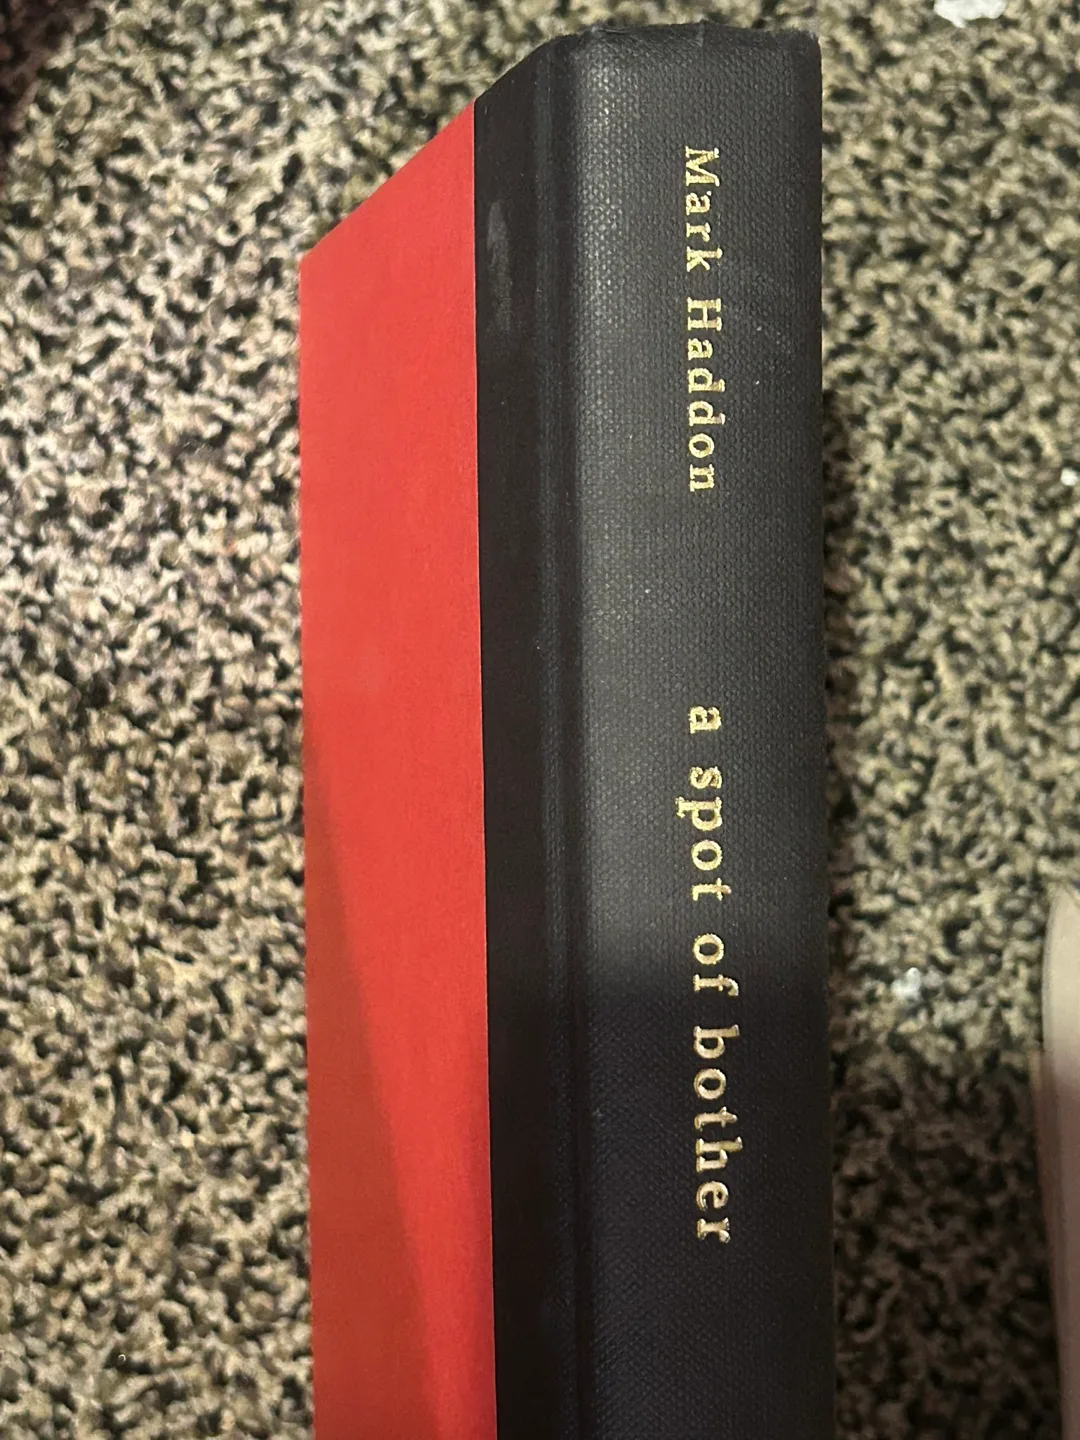 Mark Haddon
a spot of bother